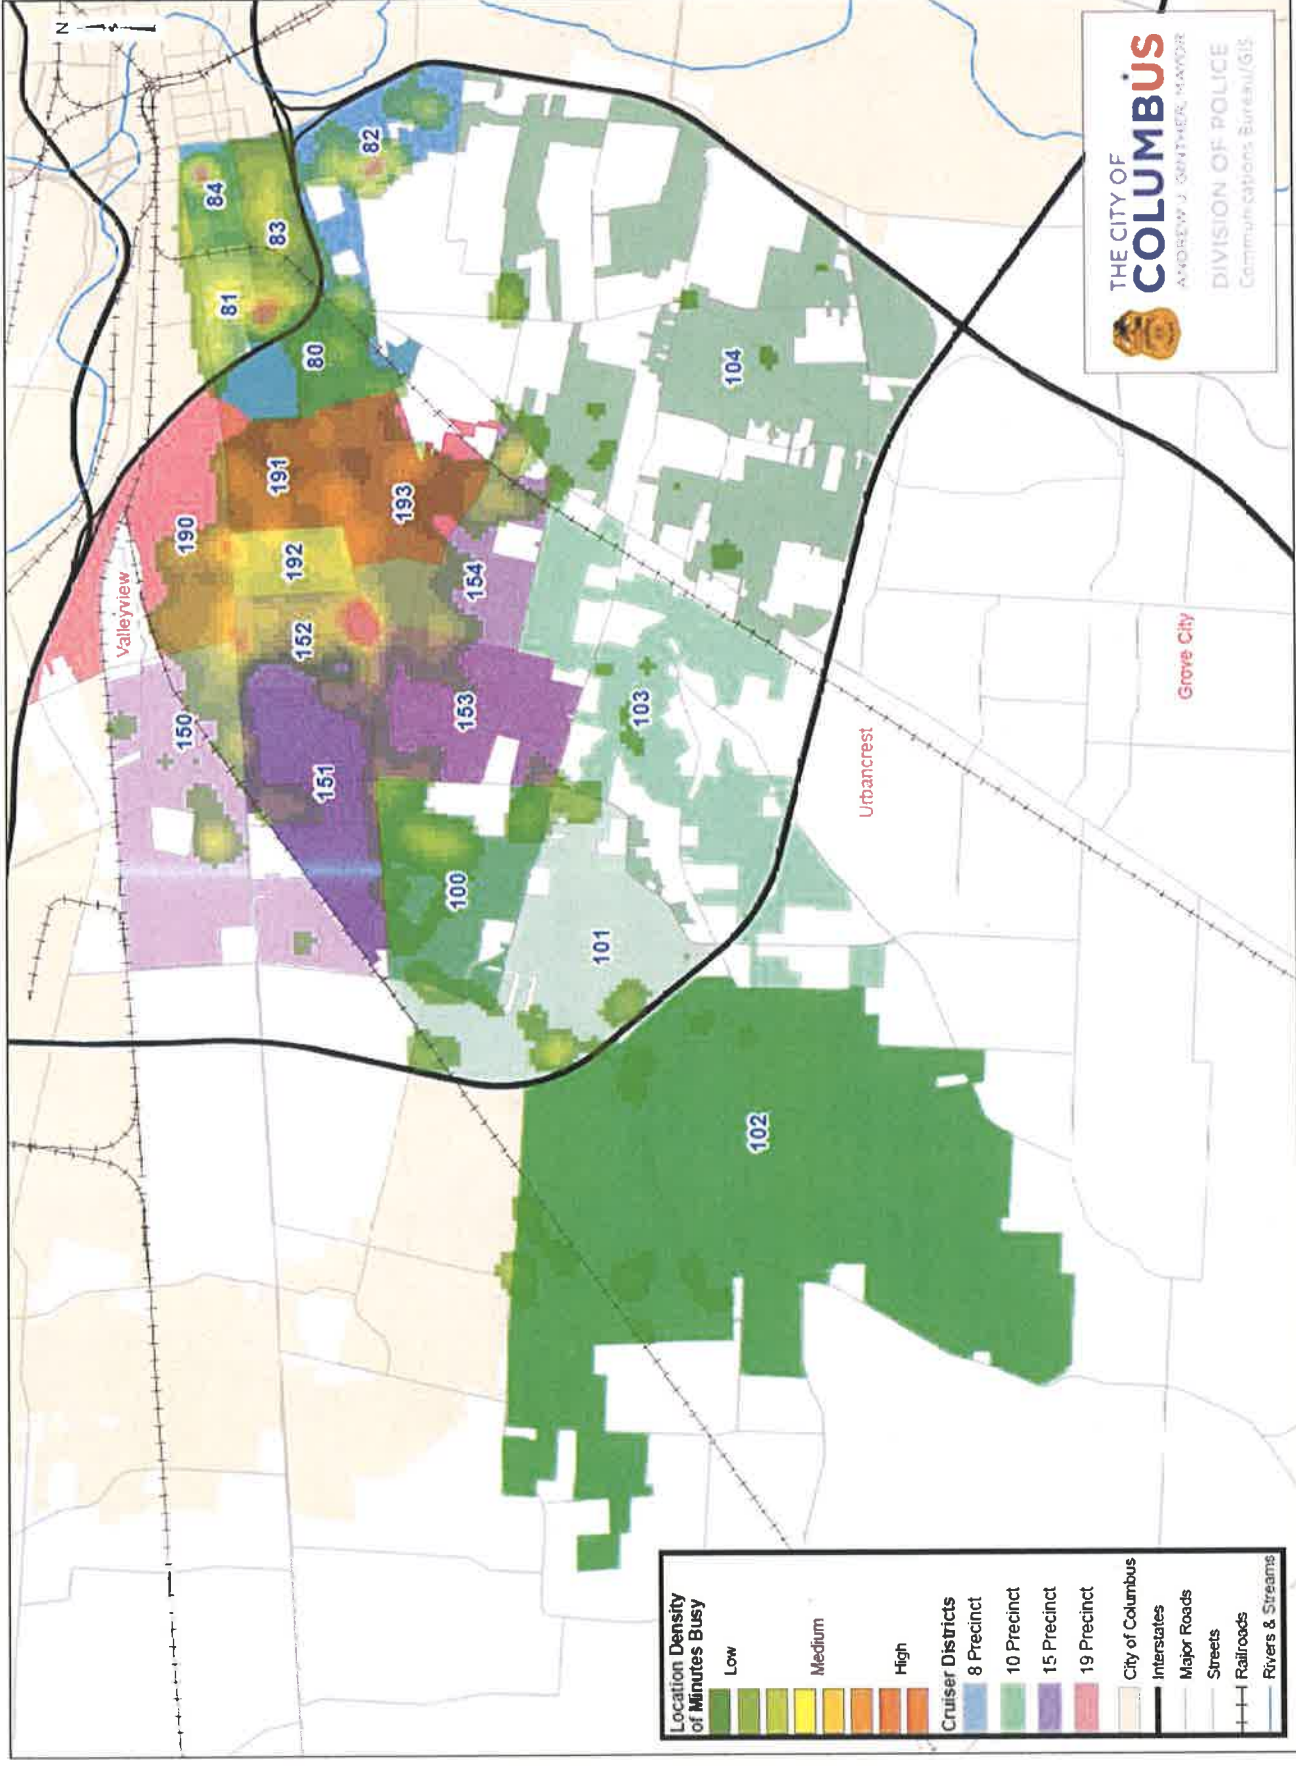 N
84
82
83
81
80
191
190
193
192
Valleyview
152
154
150
153
151
104
103
100
101
102
Urbancrest
Grove City
THE CITY OF
COLUMBUS
ANDREW J. GINTHER, MAYOR
DIVISION OF POLICE
Communications Bureau/GIS
Location Density
of Minutes Busy
Low
Medium
High
Cruiser Districts
8 Precinct
10 Precinct
15 Precinct
19 Precinct
City of Columbus
Interstates
Major Roads
Streets
Railroads
Rivers & Streams